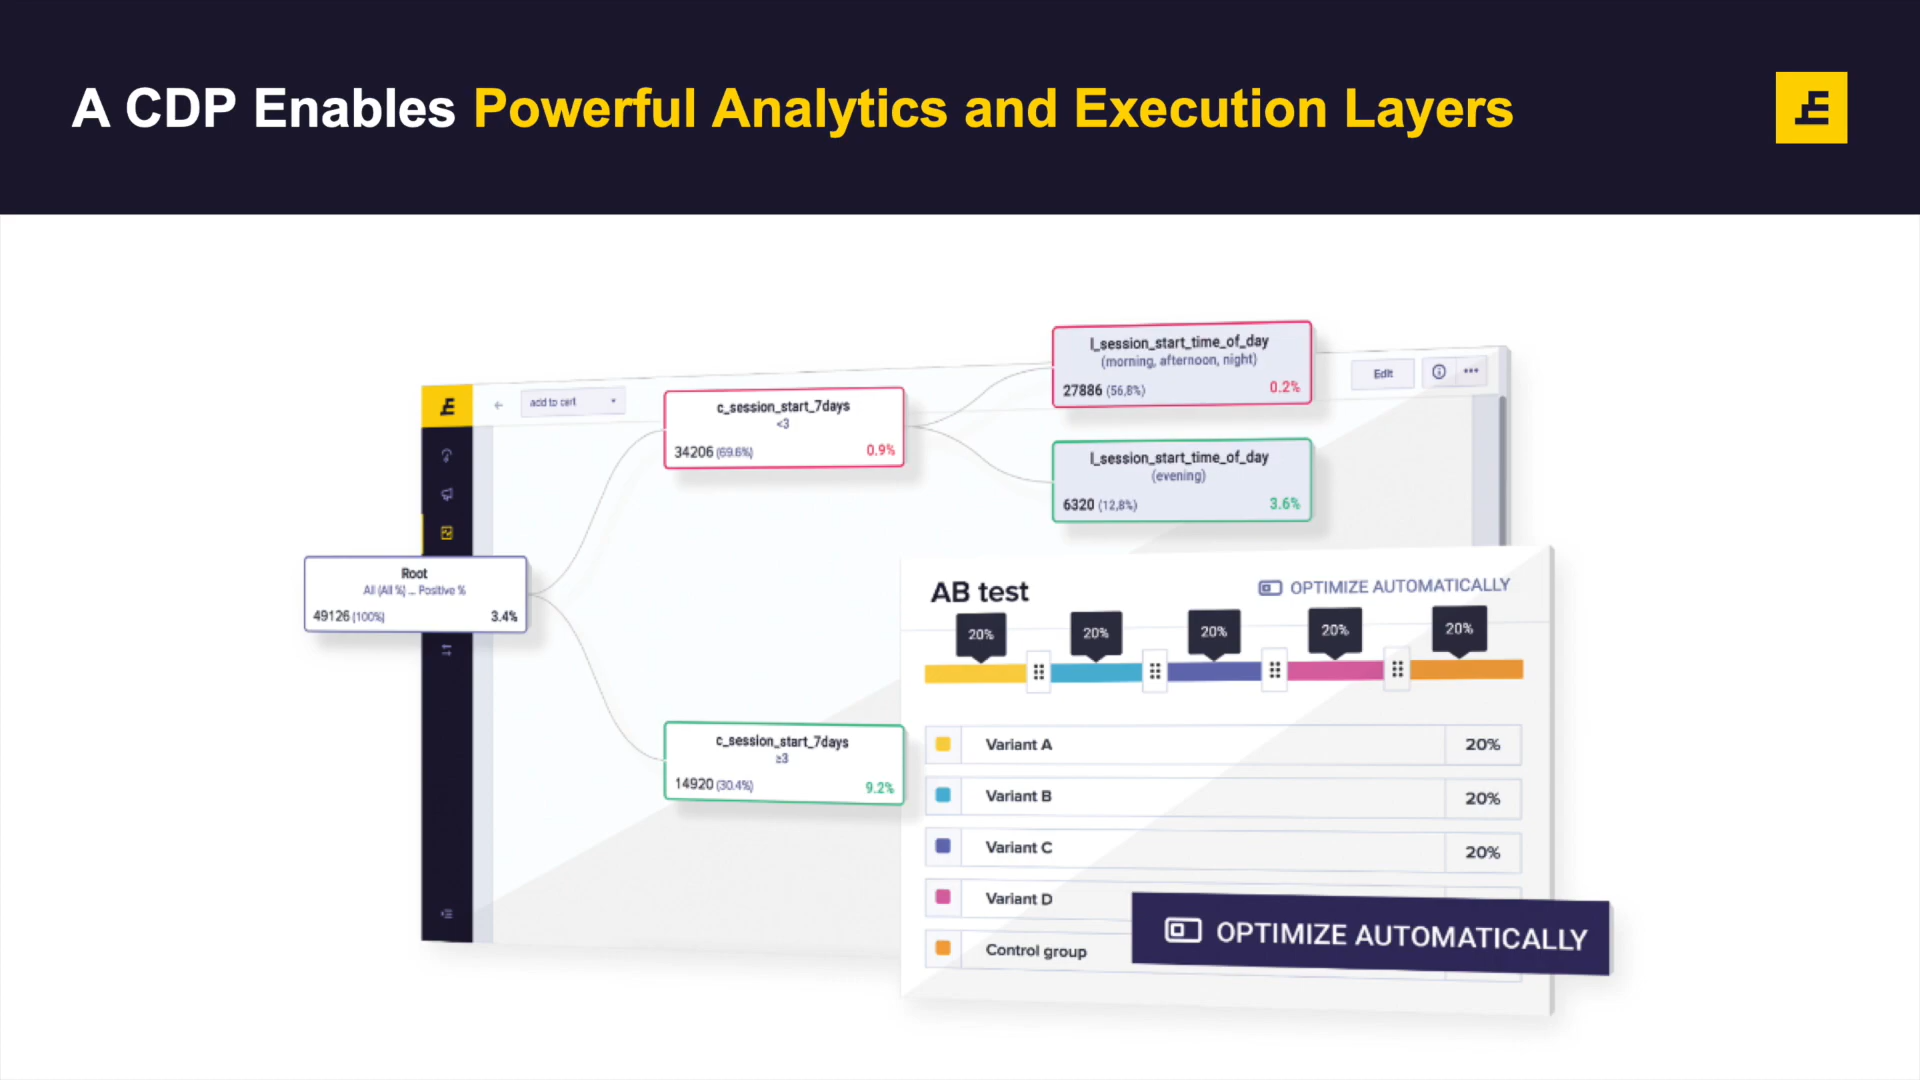 A CDP Enables Powerful Analytics and Execution Layers
E
l_session_start_time_of_day
(morning, afternoon, night)
27886 (56,8%) 0.2%
Edit
E
add to cart
c_session_start_7days
<3
34206 (69.6%) 0.9%
l_session_start_time_of_day
(evening)
6320 (12,8%) 3.6%
Root
All (All %) ... Positive %
49126 (100%) 3.4%
c_session_start_7days
≥3
14920 (30.4%) 9.2%
AB test
OPTIMIZE AUTOMATICALLY
20% 20% 20% 20% 20%
Variant A 20%
Variant B 20%
Variant C 20%
Variant D
Control group
OPTIMIZE AUTOMATICALLY